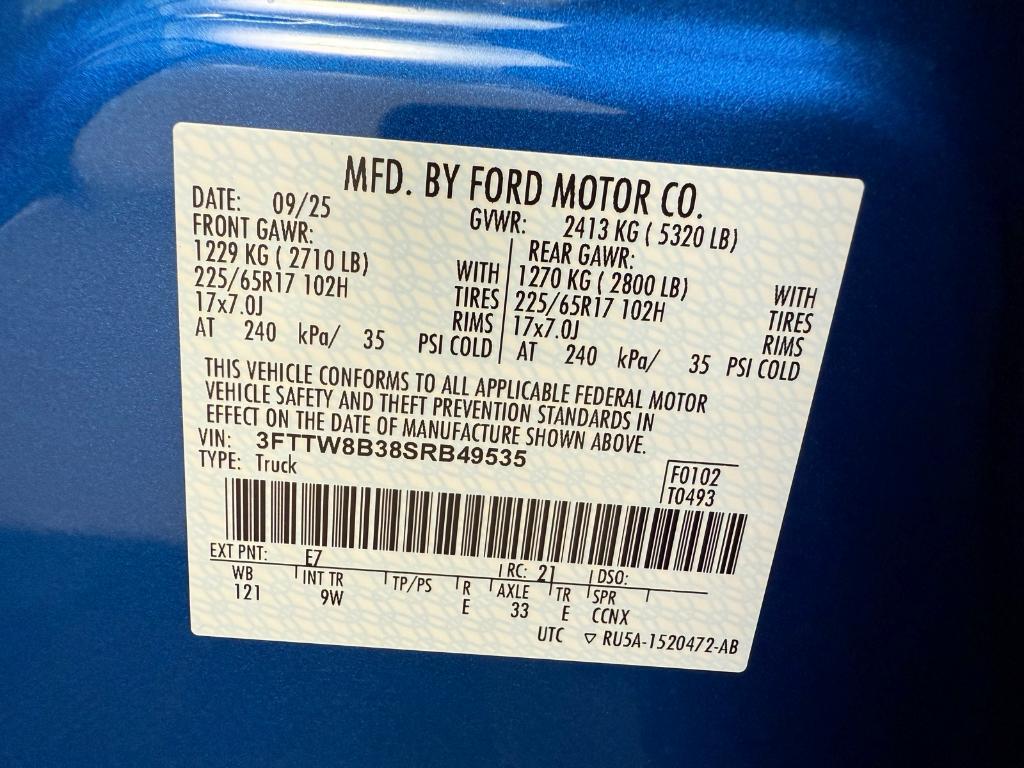 MFD. BY FORD MOTOR CO.
DATE: 09/25 GVWR: 2413 KG ( 5320 LB)
FRONT GAWR: REAR GAWR:
1229 KG ( 2710 LB) WITH 1270 KG ( 2800 LB) WITH
225/65R17 102H TIRES 225/65R17 102H TIRES
17x7.0J RIMS 17x7.0J RIMS
AT 240 kPa/ 35 PSI COLD AT 240 kPa/ 35 PSI COLD
THIS VEHICLE CONFORMS TO ALL APPLICABLE FEDERAL MOTOR
VEHICLE SAFETY AND THEFT PREVENTION STANDARDS IN
EFFECT ON THE DATE OF MANUFACTURE SHOWN ABOVE.
VIN: 3FTTW8B38SRB49535
TYPE: Truck
F0102
T0493
EXT PNT: E7 RC: 21 DSO:
WB INT TR TP/PS R AXLE TR SPR
121 9W E 33 E CCNX
UTC ▽ RU5A-1520472-AB